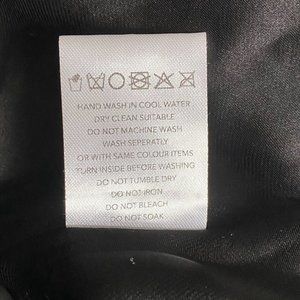 HAND WASH IN COOL WATER
DRY CLEAN SUITABLE
DO NOT MACHINE WASH
WASH SEPERATLY
OR WITH SAME COLOUR ITEMS
TURN INSIDE BEFORE WASHING
DO NOT TUMBLE DRY
DO NOT IRON
DO NOT BLEACH
DO NOT SOAK